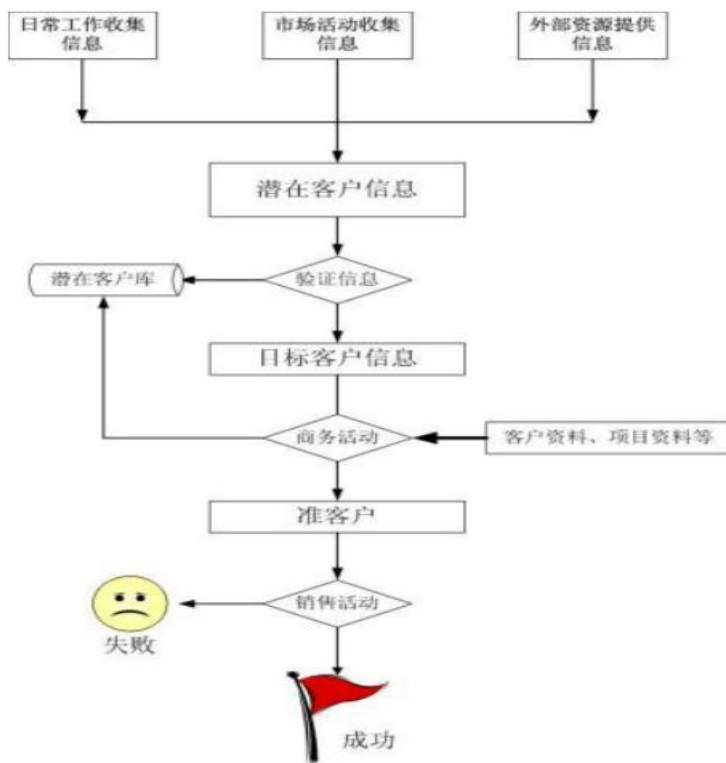 日常工作收集
信息
市场活动收集
信息
外部资源提供
信息
潜在客户信息
潜在客户库
验证信息
目标客户信息
商务活动
客户资料、项目资料等
准客户
销售活动
失败
成功